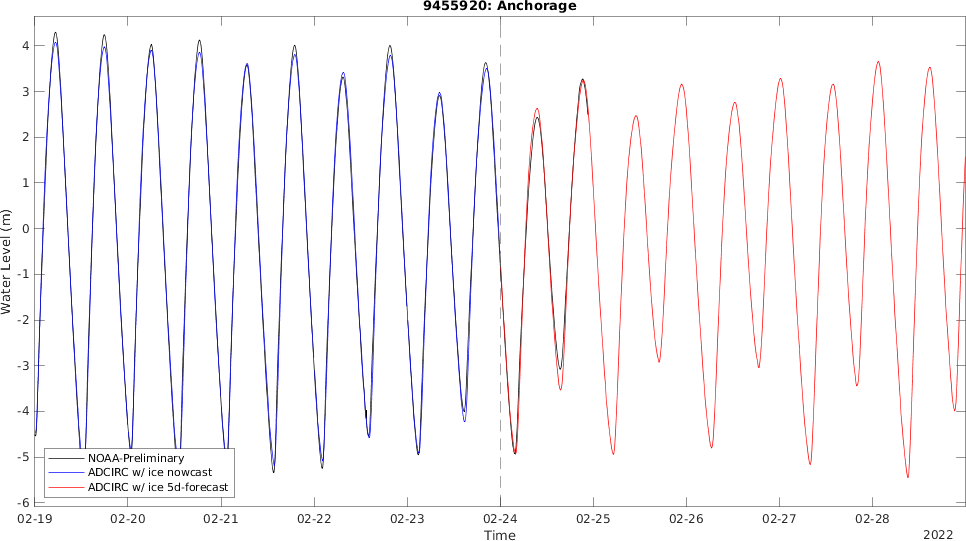 9455920: Anchorage
Water Level (m)
4
3
2
1
0
-1
-2
-3
-4
-5
-6
NOAA-Preliminary
ADCIRC w/ ice nowcast
ADCIRC w/ ice 5d-forecast
02-19 02-20 02-21 02-22 02-23 02-24 02-25 02-26 02-27 02-28
Time
2022